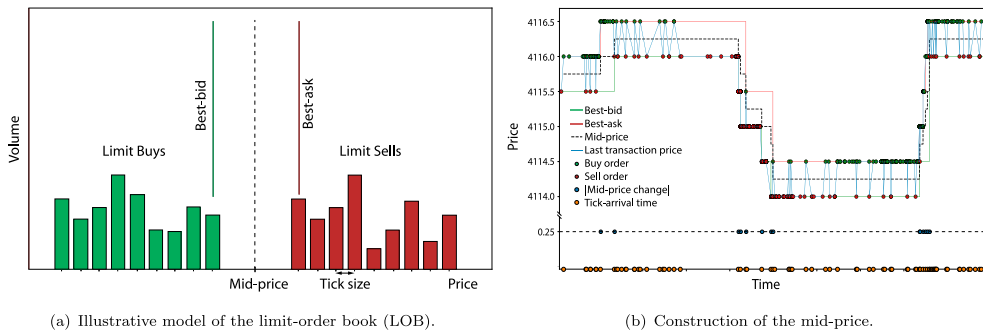 Volume
Limit Buys
Best-bid
Best-ask
Limit Sells
Mid-price
Tick size
Price
(a) Illustrative model of the limit-order book (LOB).
Price
4116.5
4116.0
4115.5
4115.0
4114.5
4114.0
0.25
Best-bid
Best-ask
Mid-price
Last transaction price
Buy order
Sell order
|Mid-price change|
Tick-arrival time
Time
(b) Construction of the mid-price.